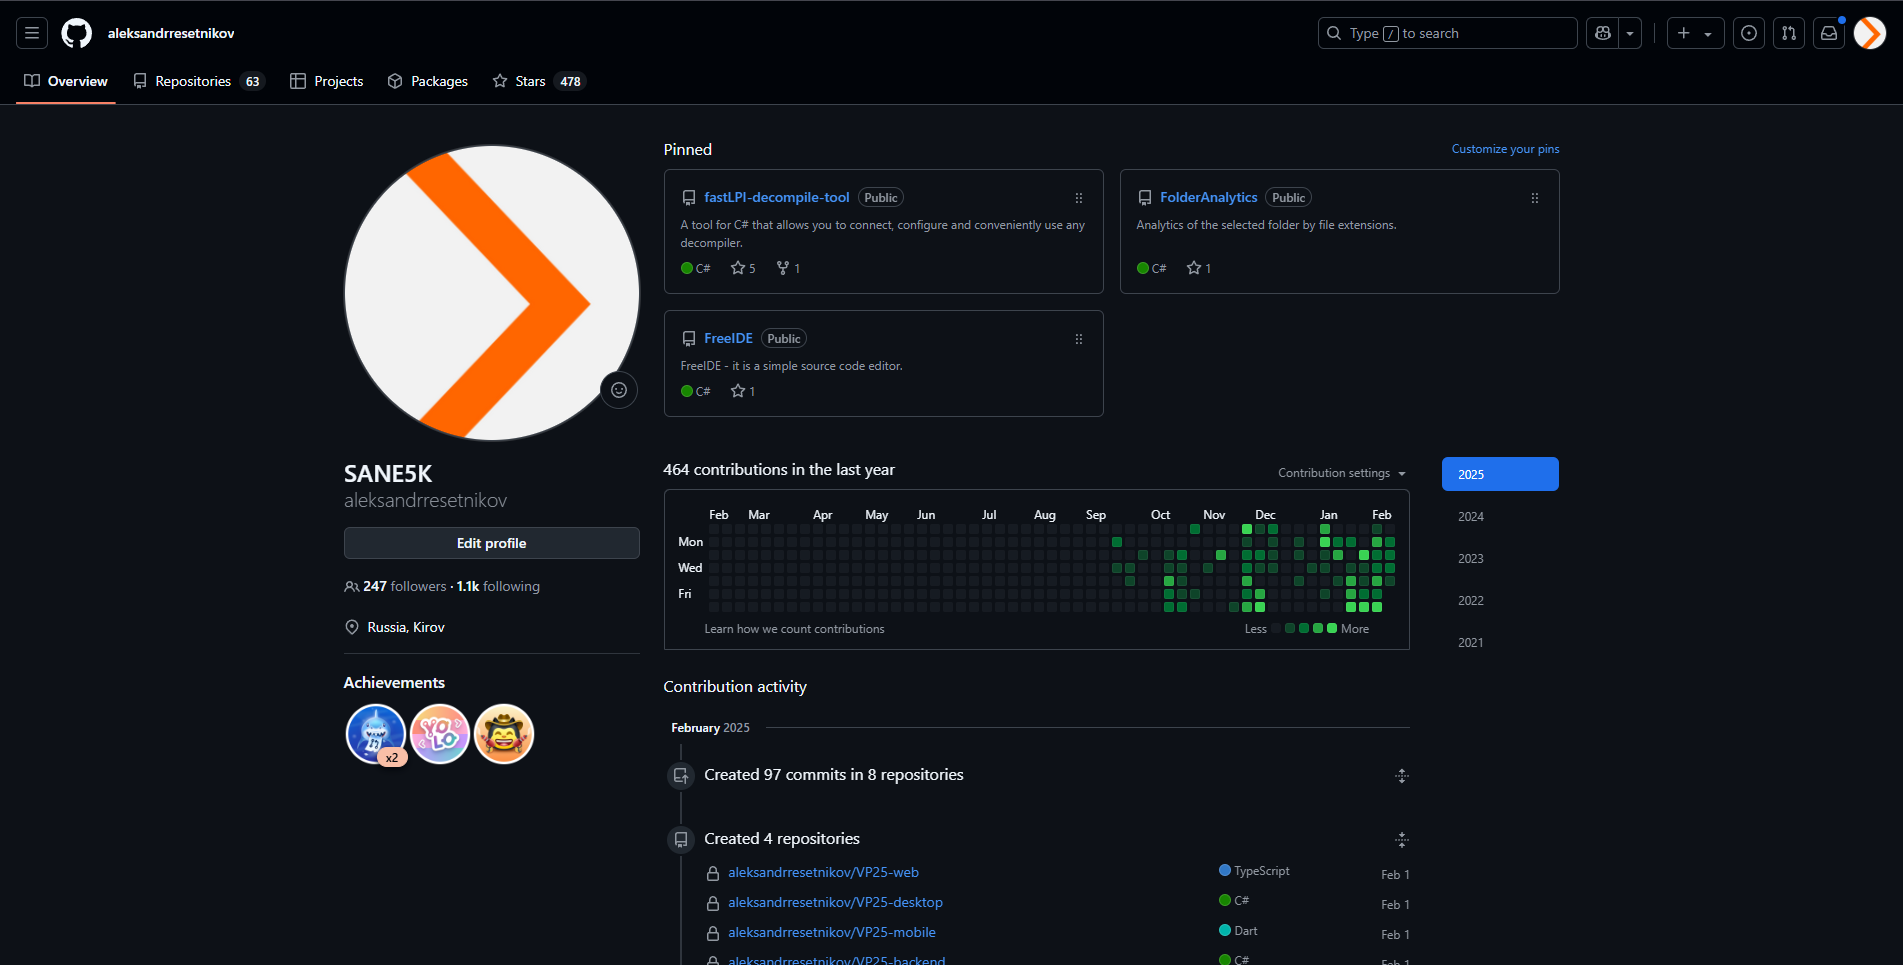 aleksandrresetnikov
Type / to search
Overview
Repositories 63
Projects
Packages
Stars 478
SANE5K
aleksandrresetnikov
Edit profile
247 followers · 1.1k following
Russia, Kirov
Achievements
x2
YOLO
Pinned
Customize your pins
fastLPI-decompile-tool Public
A tool for C# that allows you to connect, configure and conveniently use any
decompiler.
C# 5 1
FolderAnalytics Public
Analytics of the selected folder by file extensions.
C# 1
FreeIDE Public
FreeIDE - it is a simple source code editor.
C# 1
464 contributions in the last year
Contribution settings
Feb Mar Apr May Jun Jul Aug Sep Oct Nov Dec Jan Feb
Mon
Wed
Fri
Learn how we count contributions
Less More
2025
2024
2023
2022
2021
Contribution activity
February 2025
Created 97 commits in 8 repositories
Created 4 repositories
aleksandrresetnikov/VP25-web TypeScript Feb 1
aleksandrresetnikov/VP25-desktop C# Feb 1
aleksandrresetnikov/VP25-mobile Dart Feb 1
aleksandrresetnikov/VP25-backend C# Feb 1